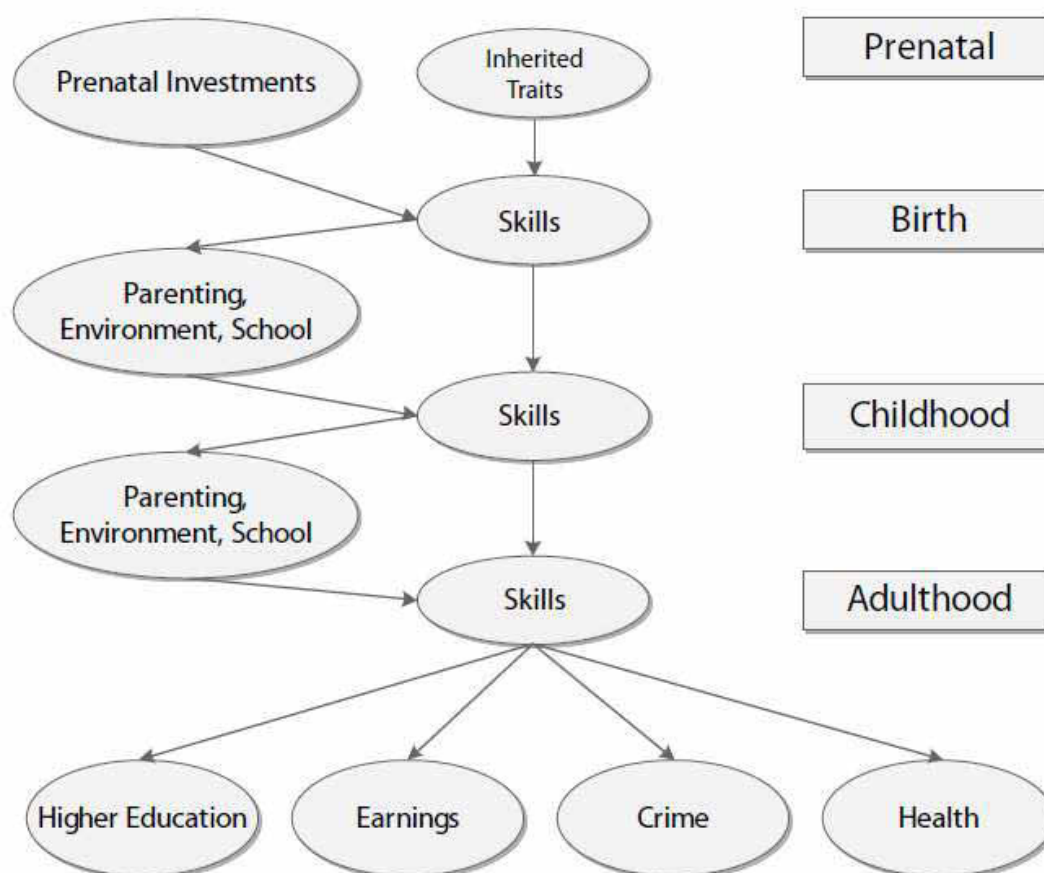 Prenatal Investments
Inherited
Traits
Prenatal
Skills
Birth
Parenting,
Environment, School
Skills
Childhood
Parenting,
Environment, School
Skills
Adulthood
Higher Education
Earnings
Crime
Health